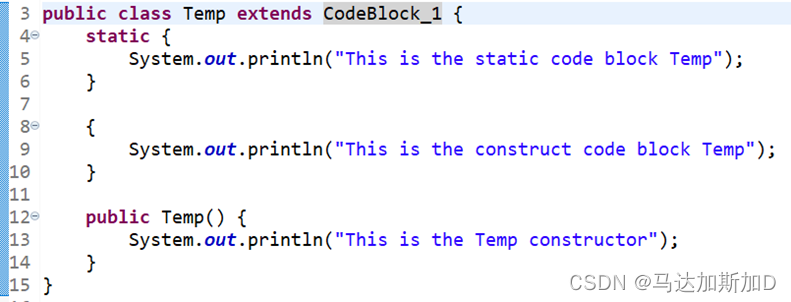 3 public class Temp extends CodeBlock_1 {
4 static {
5 System.out.println("This is the static code block Temp");
6 }
7
8 {
9 System.out.println("This is the construct code block Temp");
10 }
11
12 public Temp() {
13 System.out.println("This is the Temp constructor");
14 }
15 }
CSDN @马达加斯加D